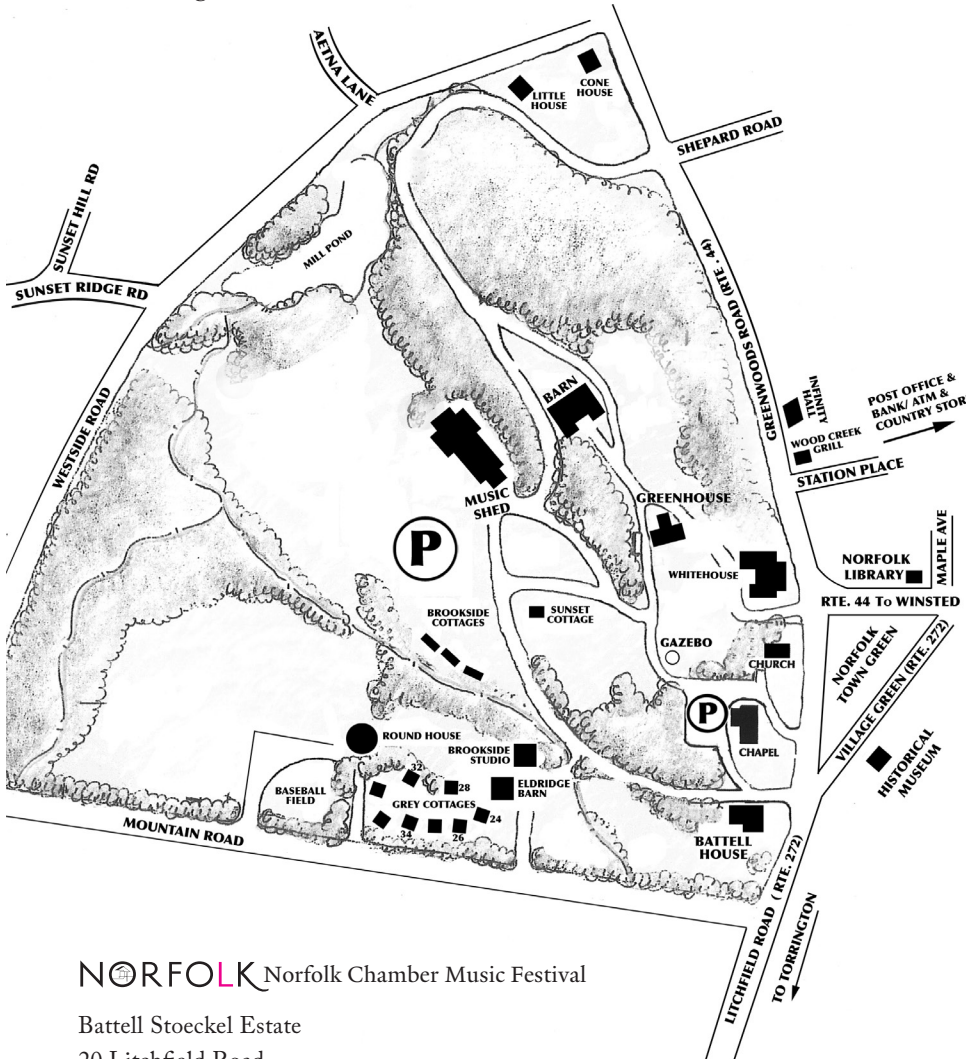 AETNA LANE
LITTLE
HOUSE
CONE
HOUSE
SHEPARD ROAD
SUNSET HILL RD
SUNSET RIDGE RD
MILL POND
WESTSIDE ROAD
GREENWOODS ROAD (RTE. 44)
BARN
INFINITY
HALL
WOOD CREEK
GRILL
POST OFFICE &
BANK/ ATM &
COUNTRY STOR
STATION PLACE
MUSIC
SHED
GREENHOUSE
P
WHITEHOUSE
NORFOLK
LIBRARY
MAPLE AVE
RTE. 44 To WINSTED
BROOKSIDE
COTTAGES
SUNSET
COTTAGE
GAZEBO
CHURCH
NORFOLK
TOWN GREEN
VILLAGE GREEN (RTE. 272)
P
CHAPEL
HISTORICAL
MUSEUM
ROUND HOUSE
BROOKSIDE
STUDIO
ELDRIDGE
BARN
BASEBALL
FIELD
32
28
GREY COTTAGES
24
34
26
MOUNTAIN ROAD
BATTELL
HOUSE
LITCHFIELD ROAD (RTE. 272)
TO TORRINGTON
NORFOLK Norfolk Chamber Music Festival
Battell Stoeckel Estate
20 Litchfield Road